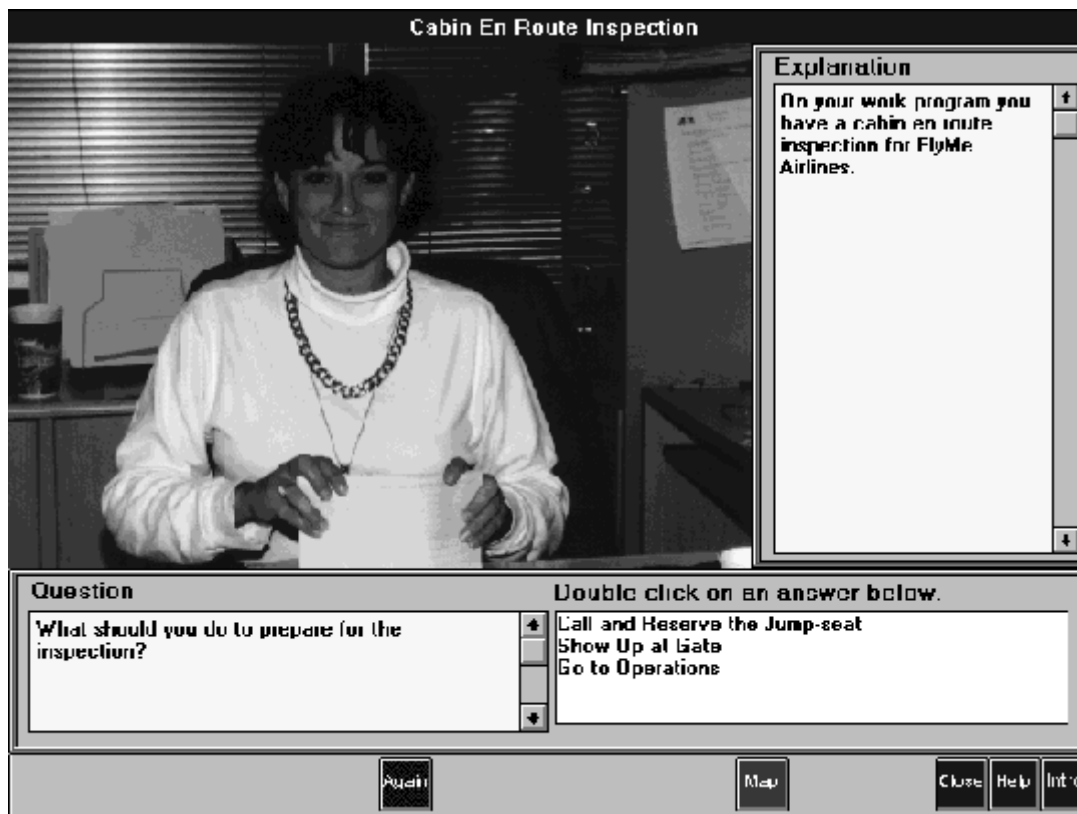 Cabin En Route Inspection
Explanation
On your work program you
have a cabin en route
inspection for FlyMe
Airlines.
Question
What should you do to prepare for the
inspection?
Double click on an answer below.
Call and Reserve the Jump-seat
Show Up at Gate
Go to Operations
Again
Map
Close
Help
Intro